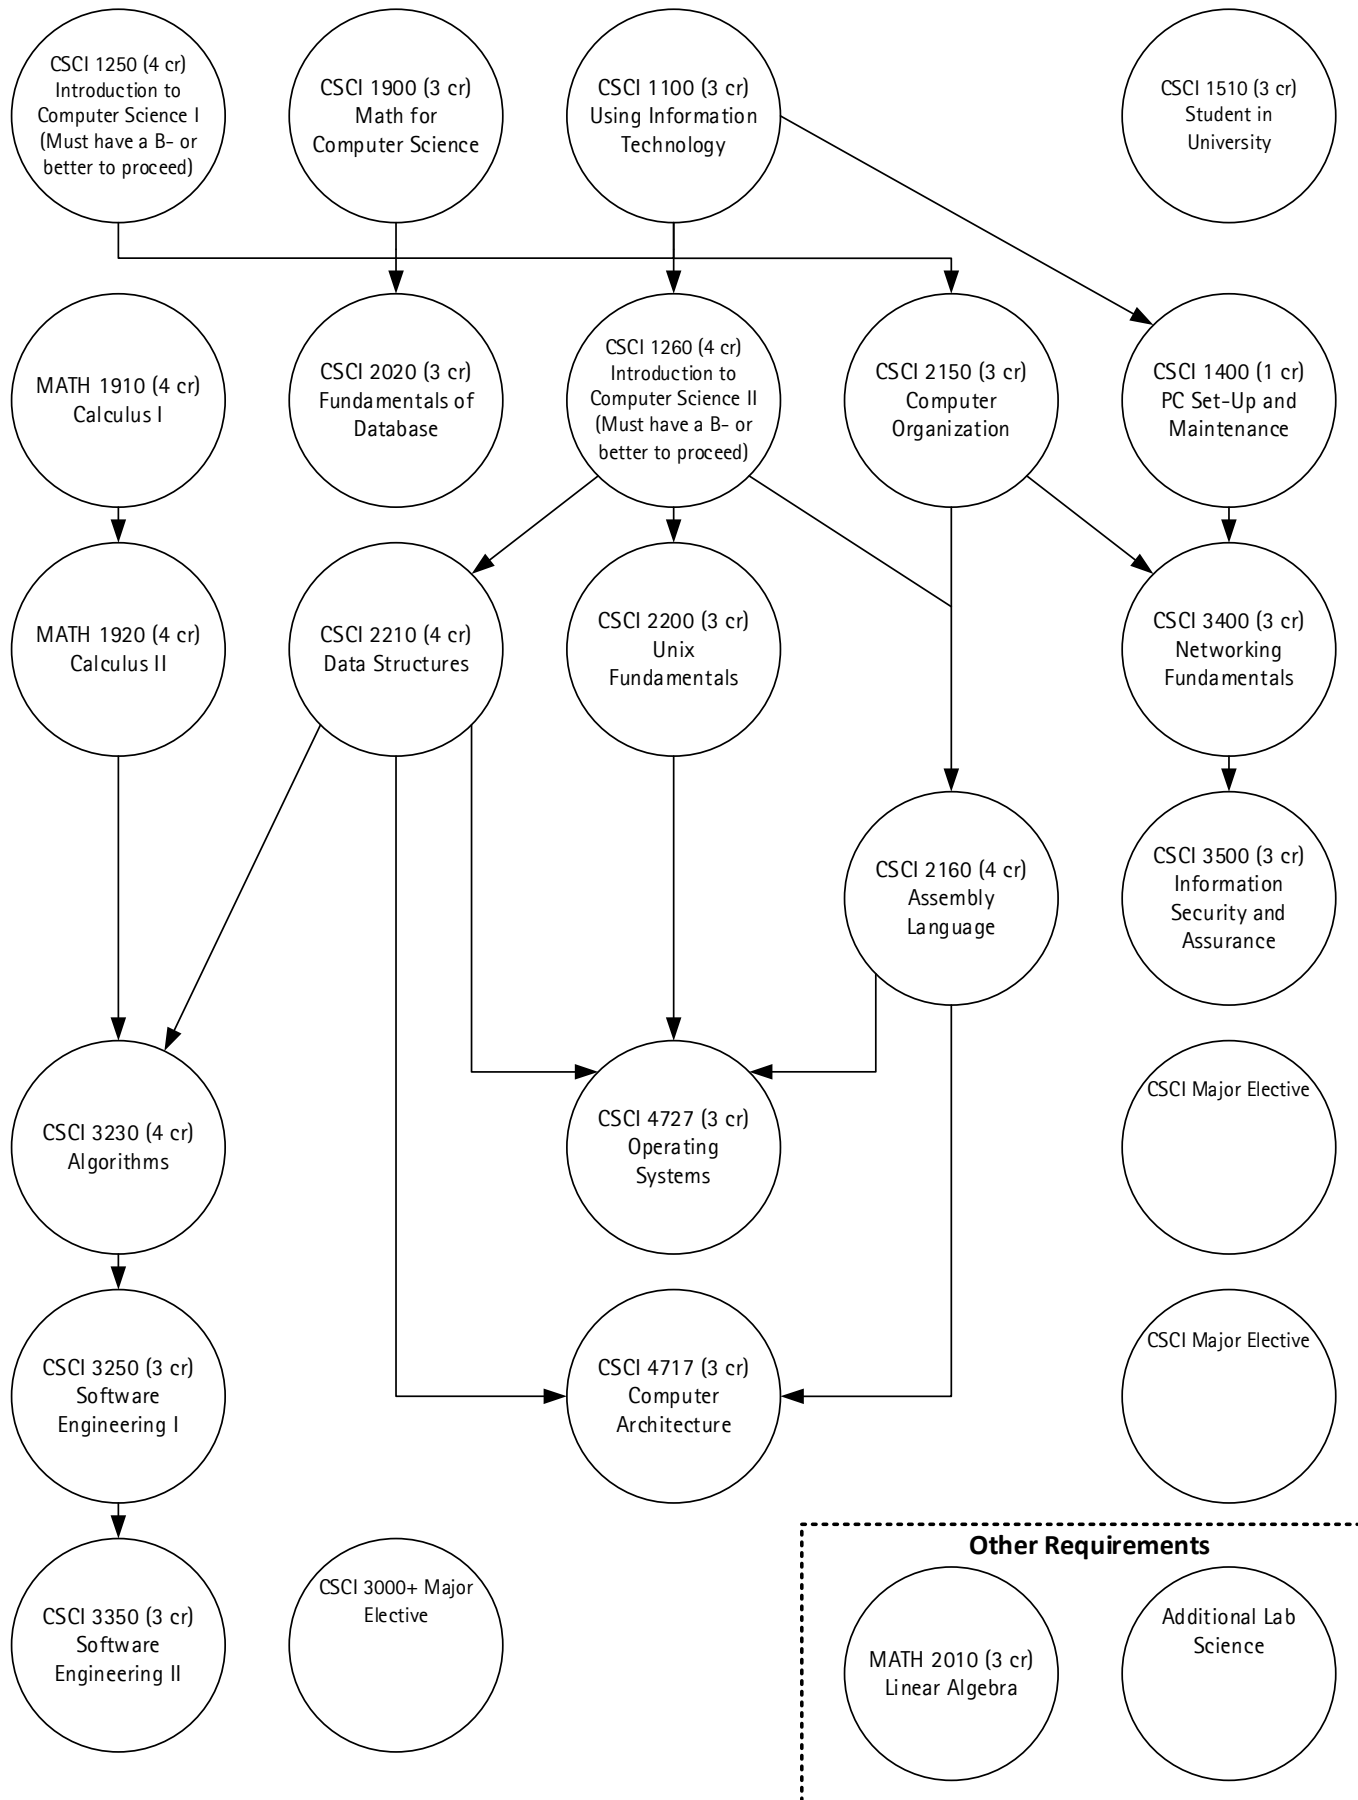 CSCI 1250 (4 cr)
Introduction to
Computer Science I
(Must have a B- or
better to proceed)
CSCI 1900 (3 cr)
Math for
Computer Science
CSCI 1100 (3 cr)
Using Information
Technology
CSCI 1510 (3 cr)
Student in
University
MATH 1910 (4 cr)
Calculus I
CSCI 2020 (3 cr)
Fundamentals of
Database
CSCI 1260 (4 cr)
Introduction to
Computer Science II
(Must have a B- or
better to proceed)
CSCI 2150 (3 cr)
Computer
Organization
CSCI 1400 (1 cr)
PC Set-Up and
Maintenance
MATH 1920 (4 cr)
Calculus II
CSCI 2210 (4 cr)
Data Structures
CSCI 2200 (3 cr)
Unix
Fundamentals
CSCI 3400 (3 cr)
Networking
Fundamentals
CSCI 2160 (4 cr)
Assembly
Language
CSCI 3500 (3 cr)
Information
Security and
Assurance
CSCI 3230 (4 cr)
Algorithms
CSCI 4727 (3 cr)
Operating
Systems
CSCI Major Elective
CSCI 3250 (3 cr)
Software
Engineering I
CSCI 4717 (3 cr)
Computer
Architecture
CSCI Major Elective
CSCI 3350 (3 cr)
Software
Engineering II
CSCI 3000+ Major
Elective
Other Requirements
MATH 2010 (3 cr)
Linear Algebra
Additional Lab
Science